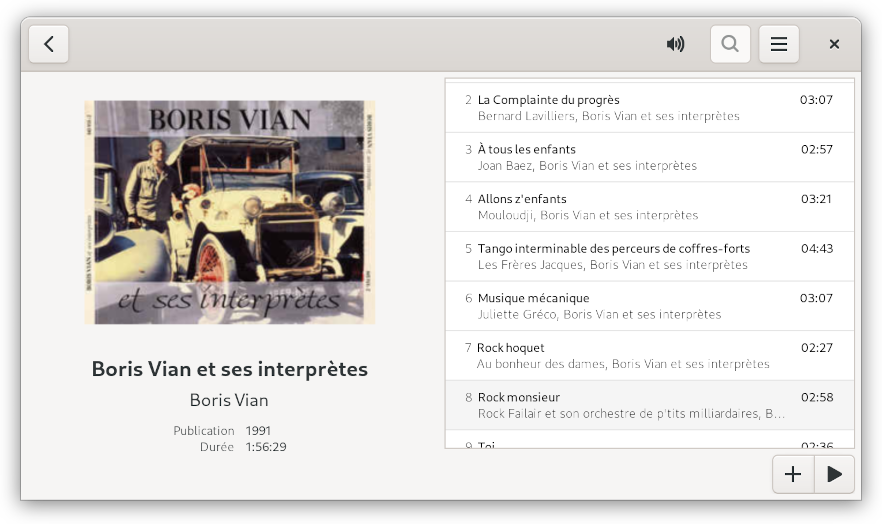 BORIS VIAN
et ses interprètes
Boris Vian et ses interprètes
Boris Vian
Publication 1991
Durée 1:56:29
2 La Complainte du progrès 03:07
Bernard Lavilliers, Boris Vian et ses interprètes
3 À tous les enfants 02:57
Joan Baez, Boris Vian et ses interprètes
4 Allons z'enfants 03:21
Mouloudji, Boris Vian et ses interprètes
5 Tango interminable des perceurs de coffres-forts 04:43
Les Frères Jacques, Boris Vian et ses interprètes
6 Musique mécanique 03:07
Juliette Gréco, Boris Vian et ses interprètes
7 Rock hoquet 02:27
Au bonheur des dames, Boris Vian et ses interprètes
8 Rock monsieur 02:58
Rock Failair et son orchestre de p'tits milliardaires, B…
9 Toi 02:36